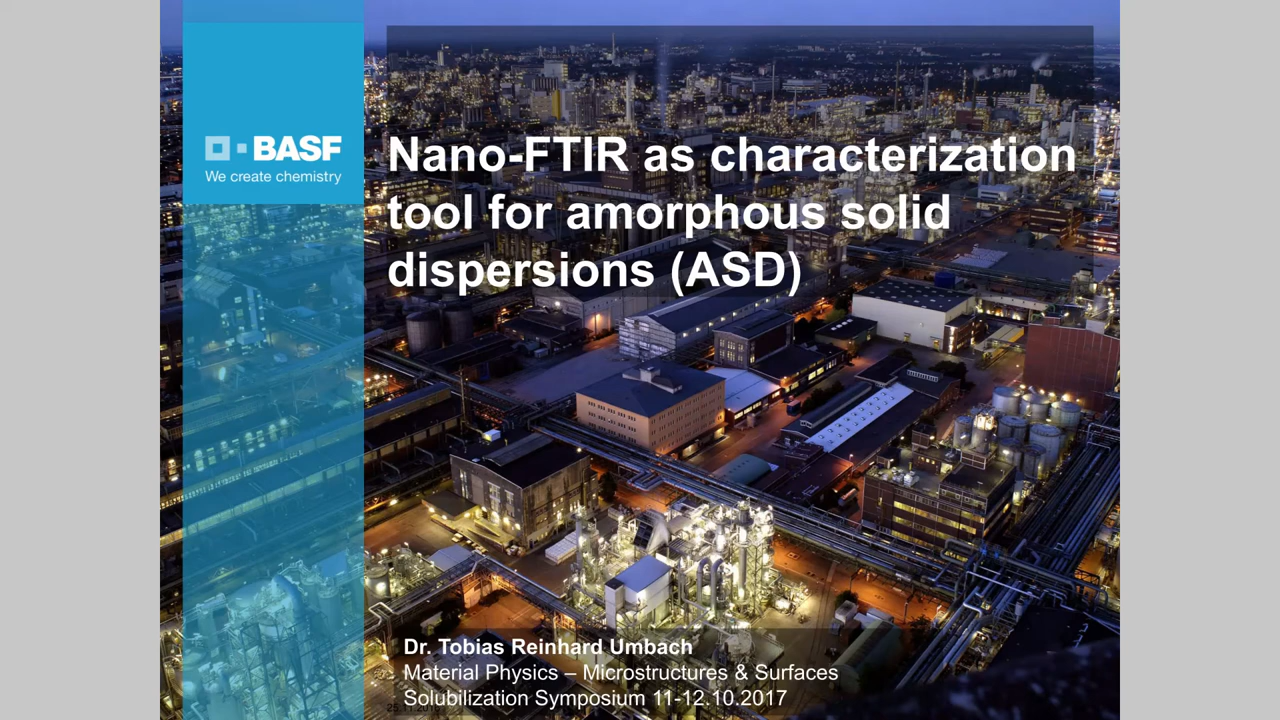 BASF
We create chemistry
Nano-FTIR as characterization
tool for amorphous solid
dispersions (ASD)
Dr. Tobias Reinhard Umbach
Material Physics – Microstructures & Surfaces
Solubilization Symposium 11-12.10.2017